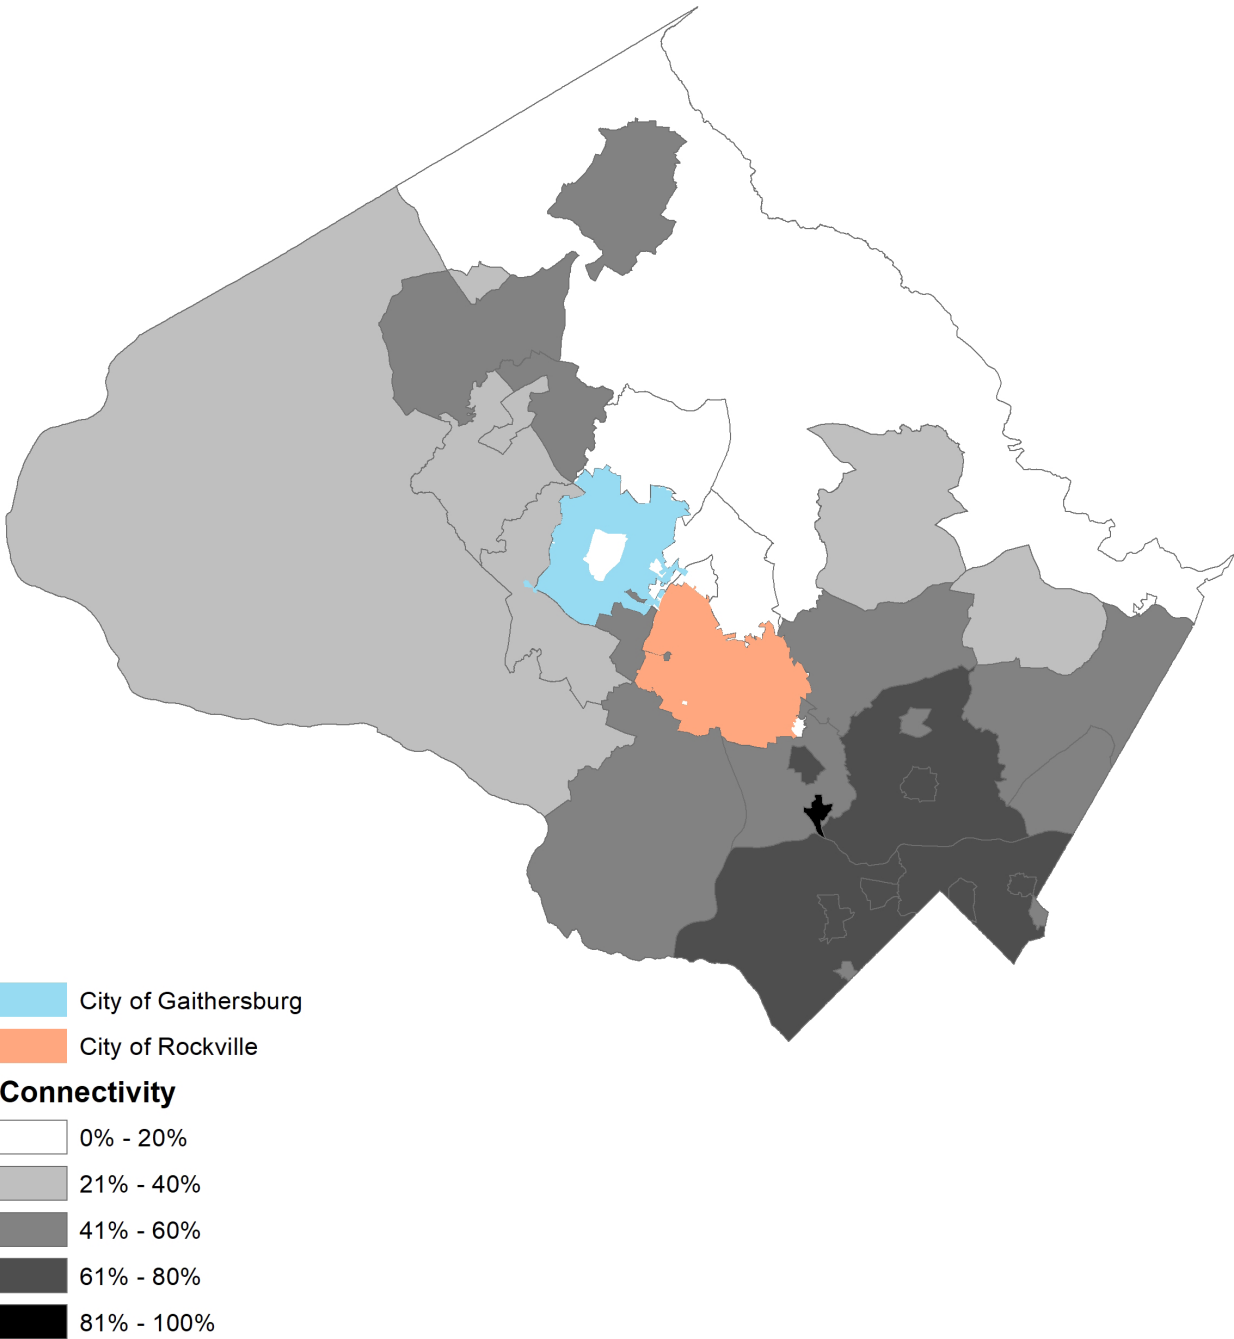 City of Gaithersburg
City of Rockville
Connectivity
0% - 20%
21% - 40%
41% - 60%
61% - 80%
81% - 100%